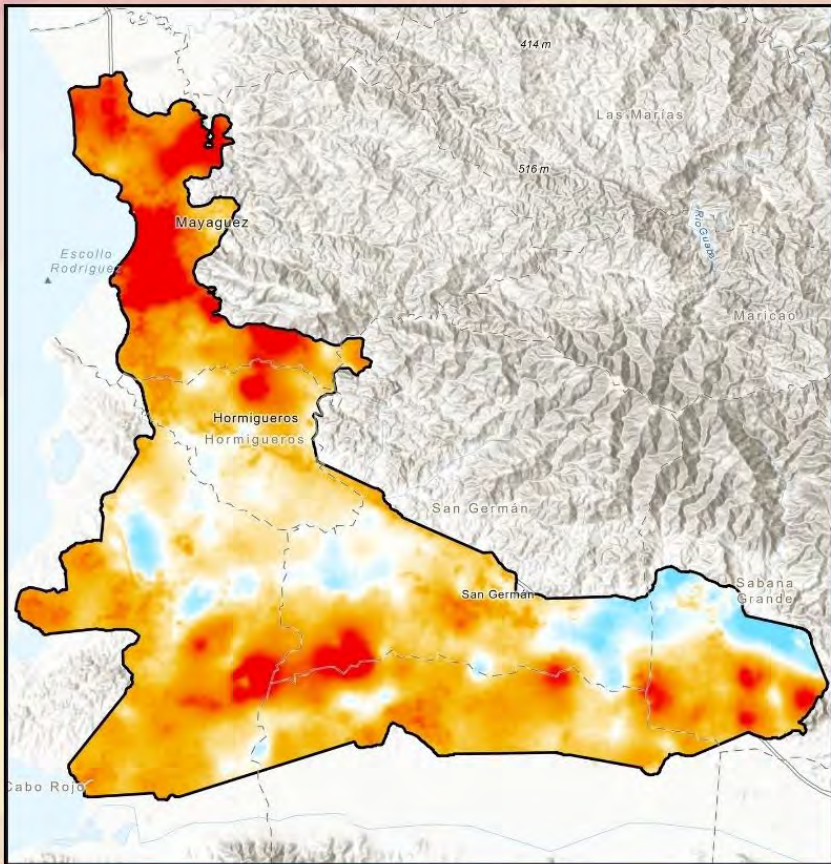 414 m
Las Marías
516 m
Mayagüez
Río Guaba
Escollo
Rodríguez
Maricao
Hormigueros
Hormigueros
San Germán
San Germán
Sabana
Grande
Cabo Rojo